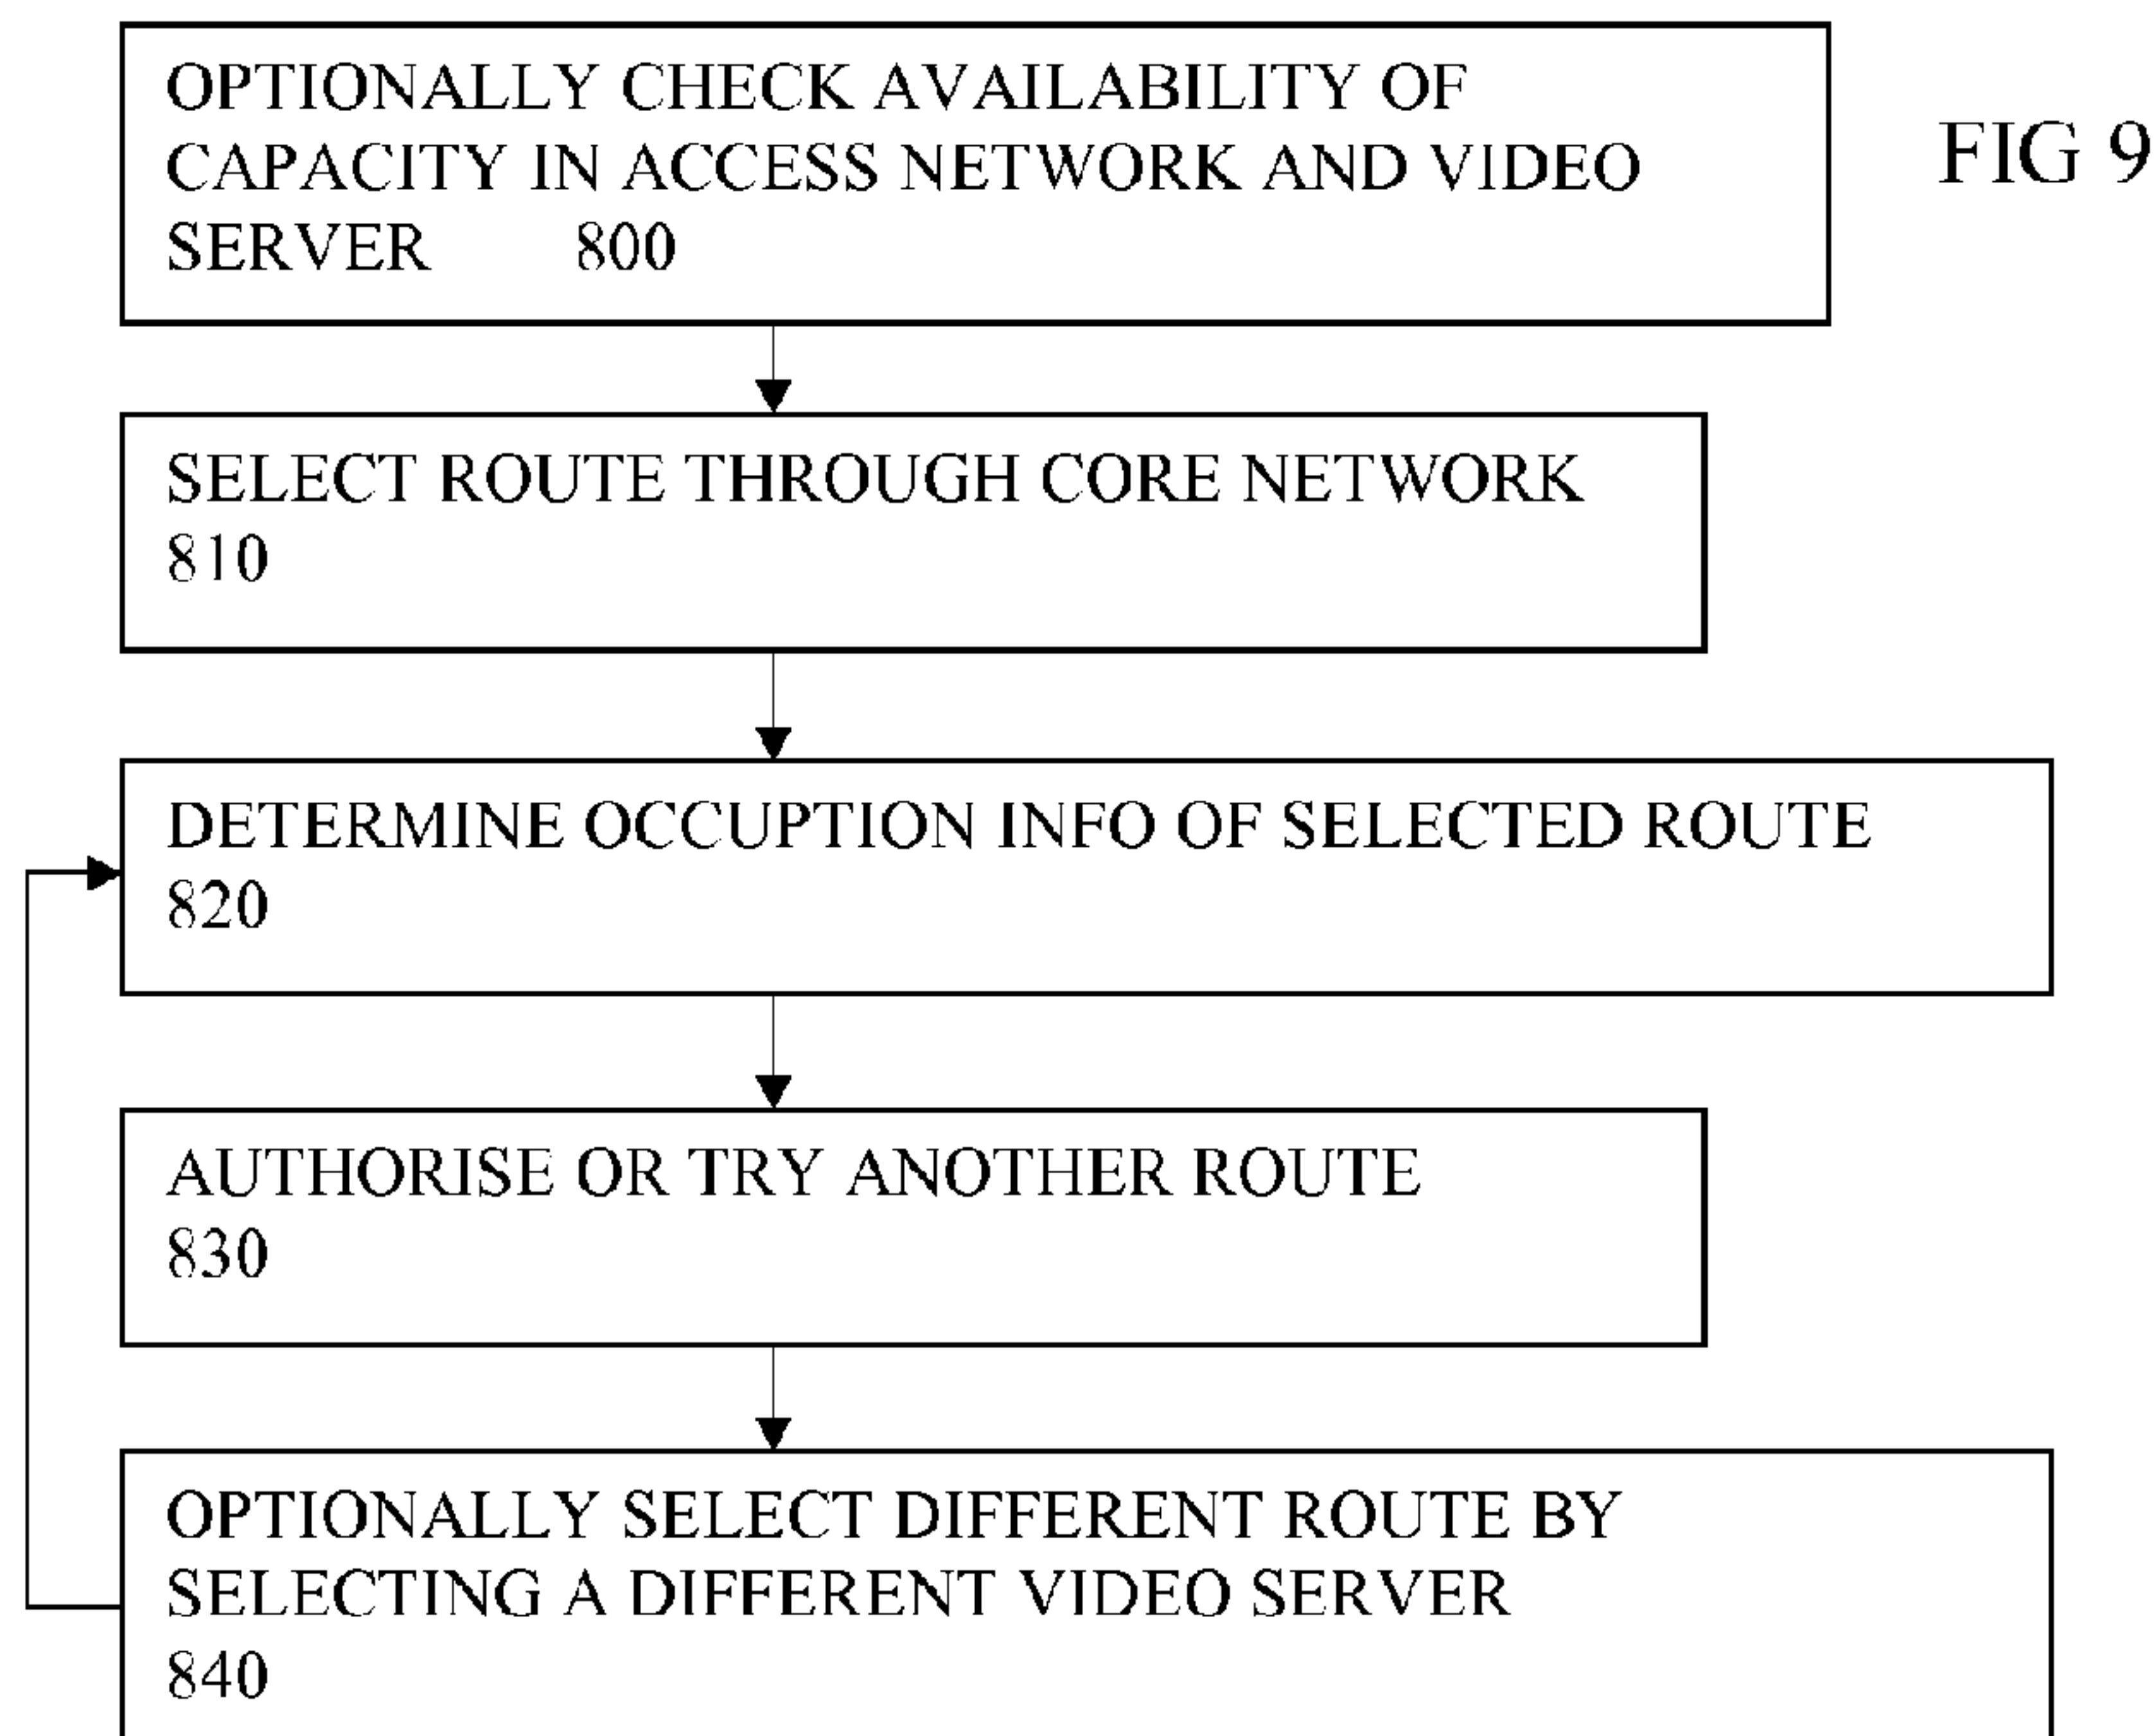 OPTIONALLY CHECK AVAILABILITY OF
CAPACITY IN ACCESS NETWORK AND VIDEO
SERVER 800
FIG 9
SELECT ROUTE THROUGH CORE NETWORK
810
DETERMINE OCCUPTION INFO OF SELECTED ROUTE
820
AUTHORISE OR TRY ANOTHER ROUTE
830
OPTIONALLY SELECT DIFFERENT ROUTE BY
SELECTING A DIFFERENT VIDEO SERVER
840